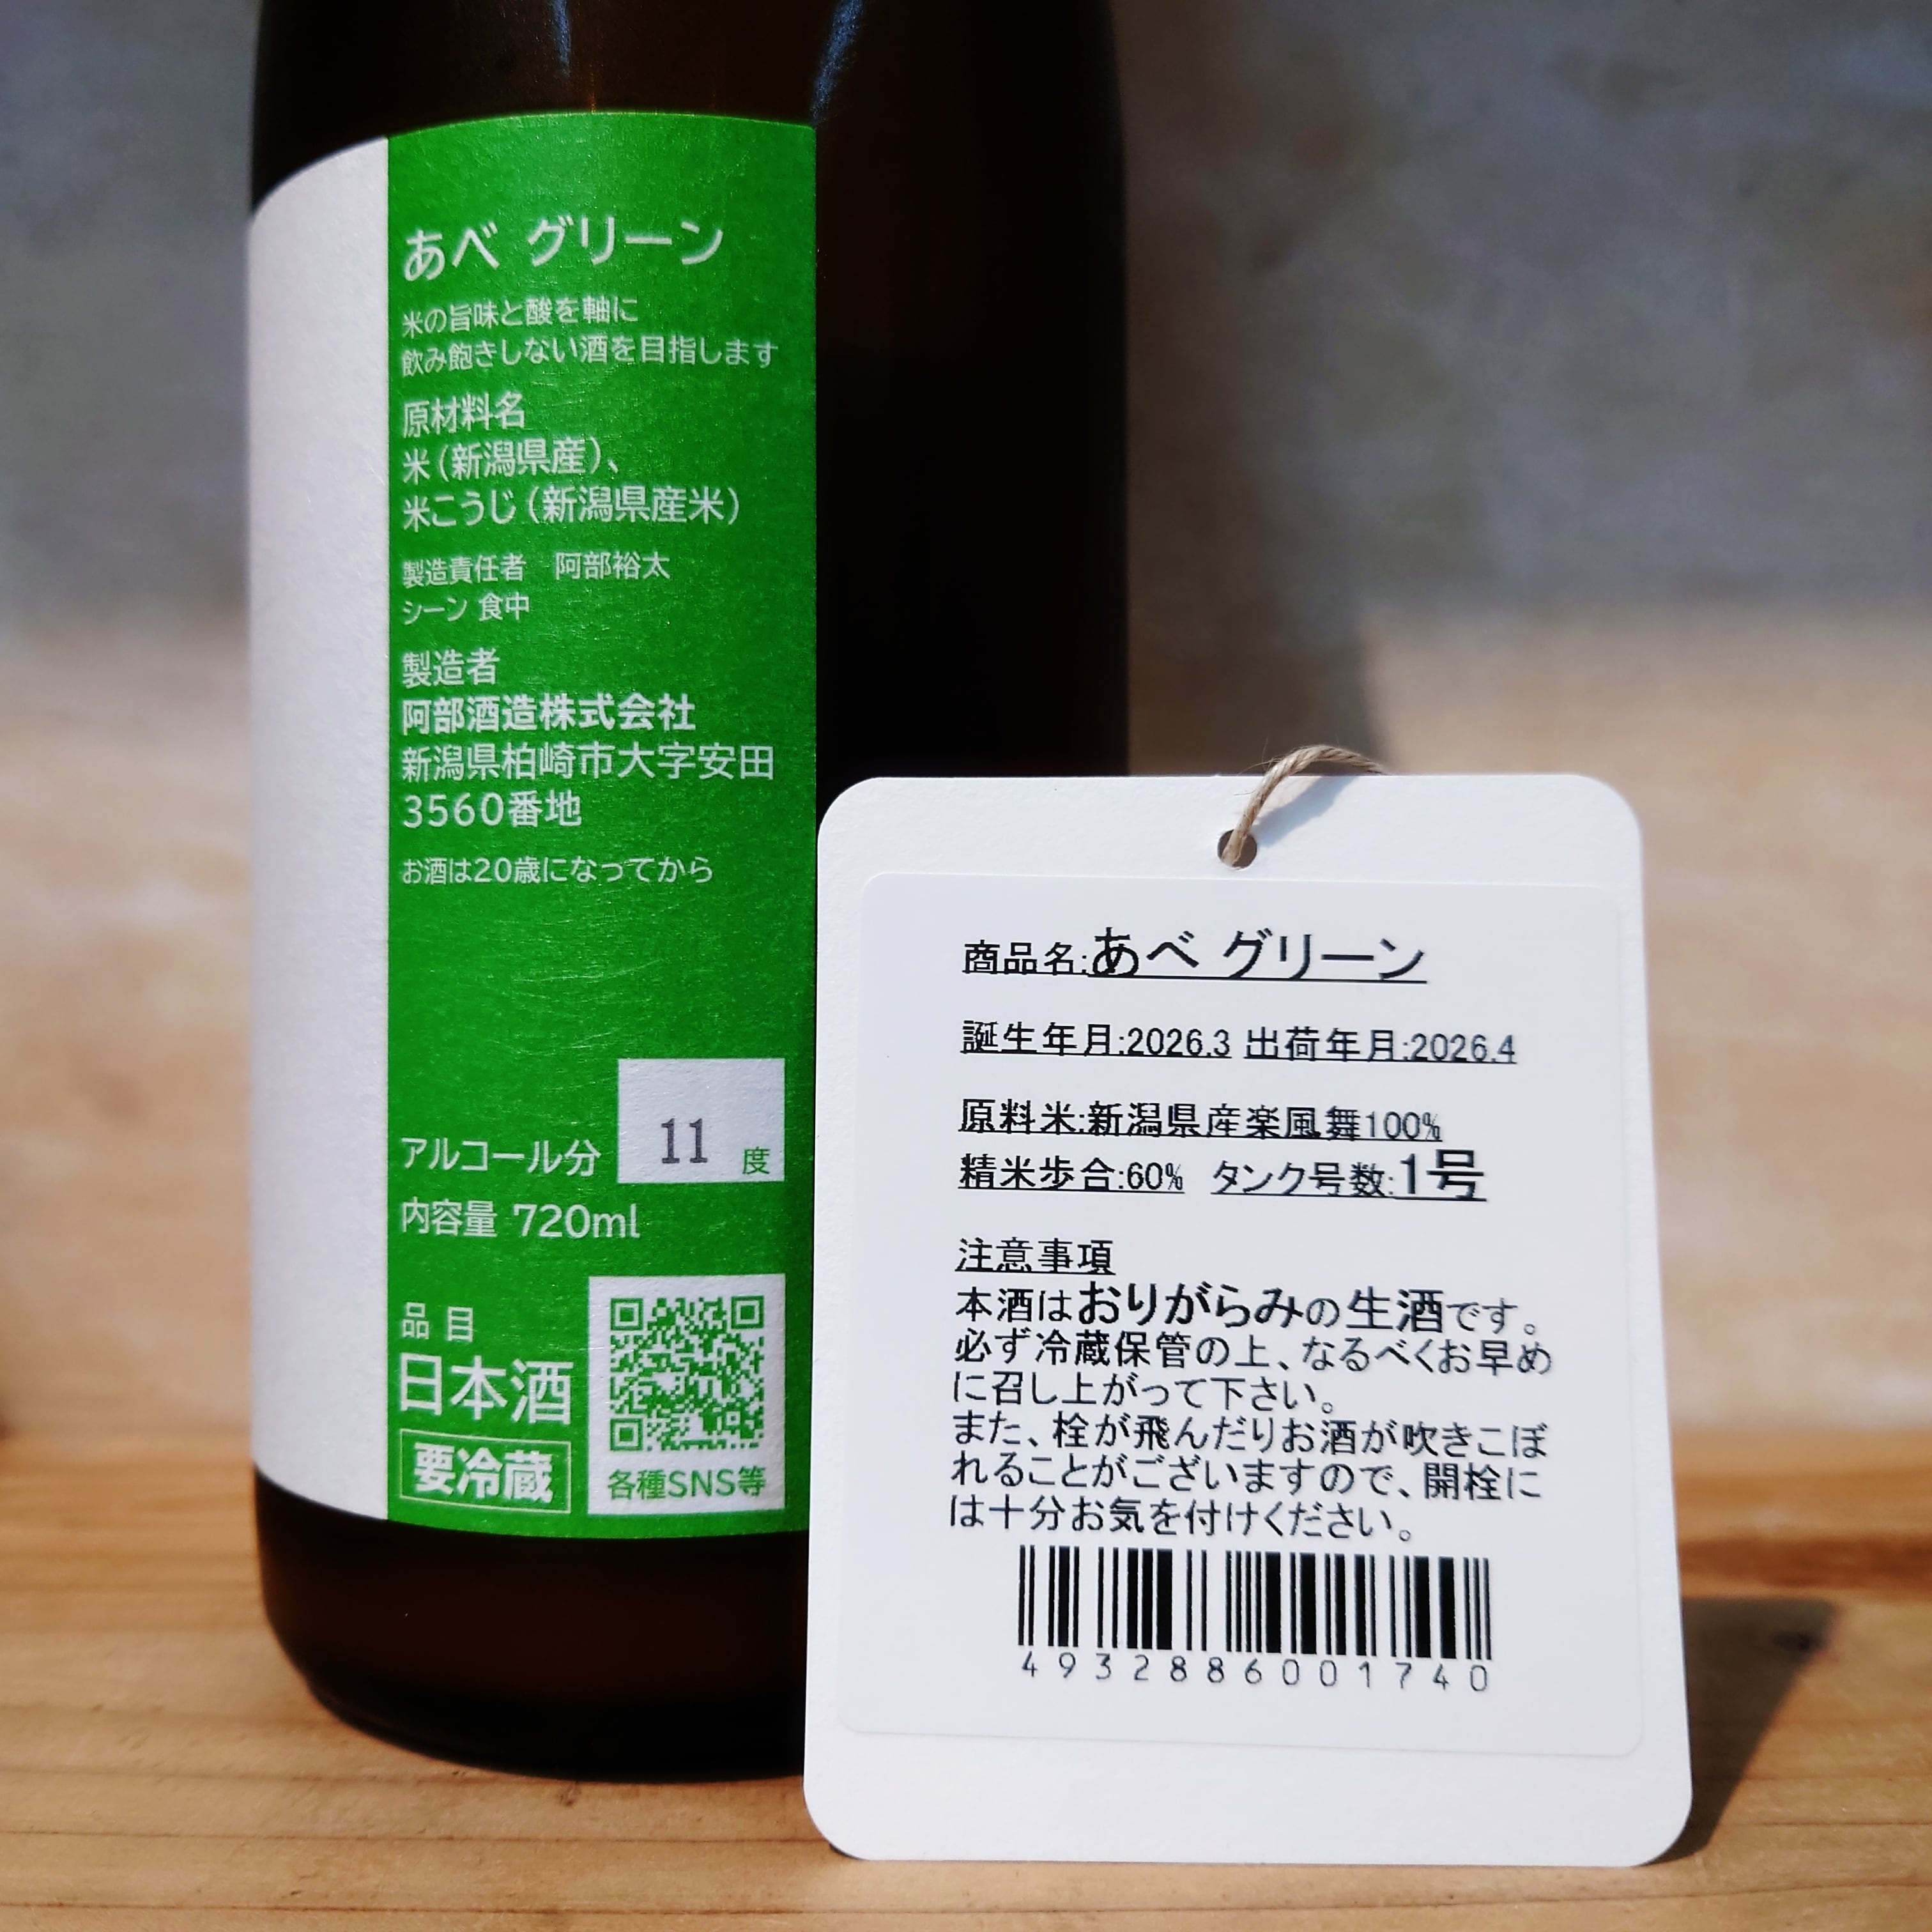 あべ グリーン
米の旨味と酸を軸に
飲み飽きしない酒を目指します
原材料名
米（新潟県産）、
米こうじ（新潟県産米）
製造責任者　阿部裕太
シーン 食中
製造者
阿部酒造株式会社
新潟県柏崎市大字安田
3560番地
お酒は20歳になってから
アルコール分 11 度
内容量 720ml
品目
日本酒
要冷蔵
各種SNS等
商品名:あべ グリーン
誕生年月:2026.3 出荷年月:2026.4
原料米:新潟県産楽風舞100%
精米歩合:60% タンク号数:1号
注意事項
本酒はおりがらみの生酒です。
必ず冷蔵保管の上、なるべくお早め
に召し上がって下さい。
また、栓が飛んだりお酒が吹きこぼ
れることがございますので、開栓に
は十分お気を付けください。
4932886001740